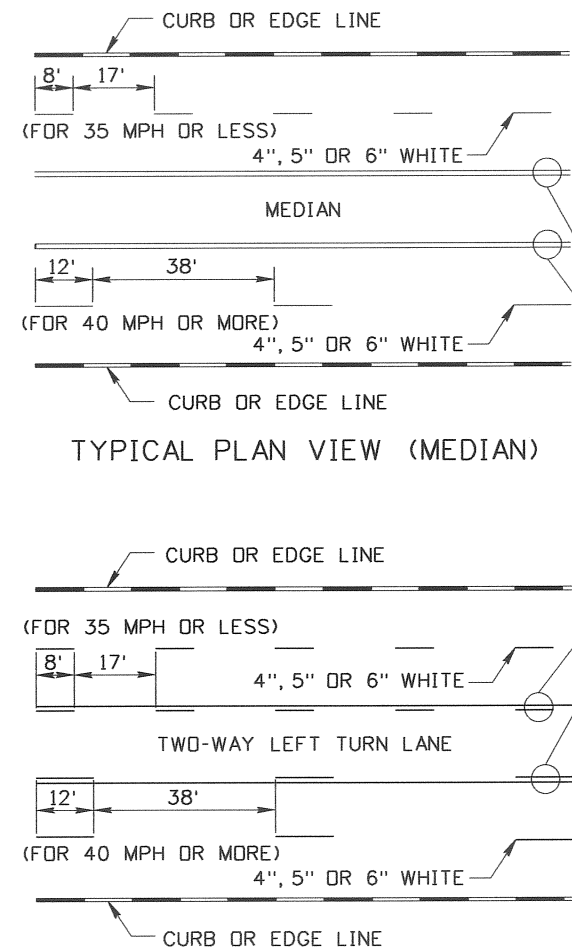 CURB OR EDGE LINE
8' 17'
(FOR 35 MPH OR LESS)
4", 5" OR 6" WHITE
MEDIAN
12' 38'
(FOR 40 MPH OR MORE)
4", 5" OR 6" WHITE
CURB OR EDGE LINE
TYPICAL PLAN VIEW (MEDIAN)
CURB OR EDGE LINE
(FOR 35 MPH OR LESS)
8' 17'
4", 5" OR 6" WHITE
TWO-WAY LEFT TURN LANE
12' 38'
(FOR 40 MPH OR MORE)
4", 5" OR 6" WHITE
CURB OR EDGE LINE